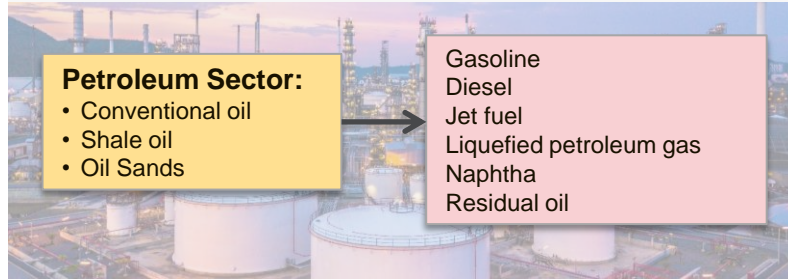 Petroleum Sector:
• Conventional oil
• Shale oil
• Oil Sands
Gasoline
Diesel
Jet fuel
Liquefied petroleum gas
Naphtha
Residual oil